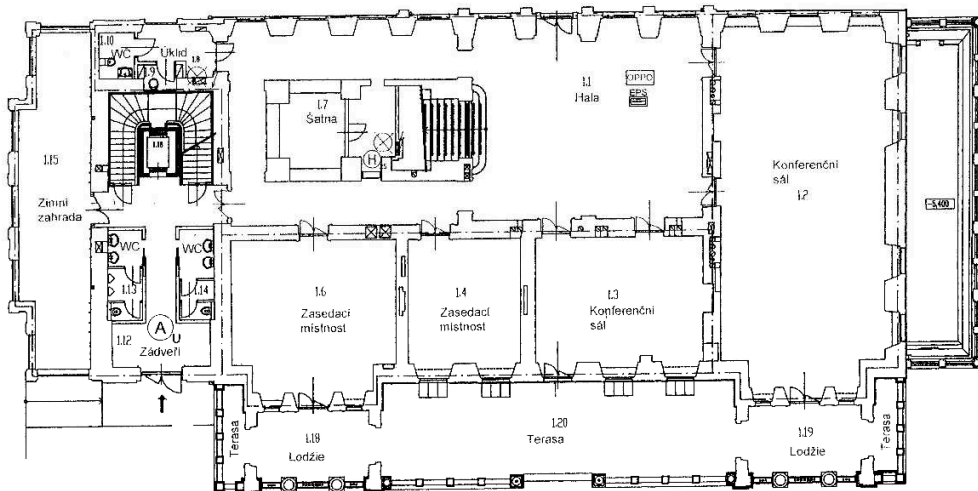 1.10
WC
Úklid
1.9
1.8
1.16
1.15
Zimní
zahrada
1.7
Šatna
H
1.1
Hala
OPPO
EPS
Konferenční
sál
1.2
-5,400
WC
WC
1.13
1.14
A
U
1.12
Zádveří
1.6
Zasedací
místnost
1.4
Zasedací
místnost
1.3
Konferenční
sál
Terasa
1.18
Lodžie
1.20
Terasa
1.19
Lodžie
Terasa